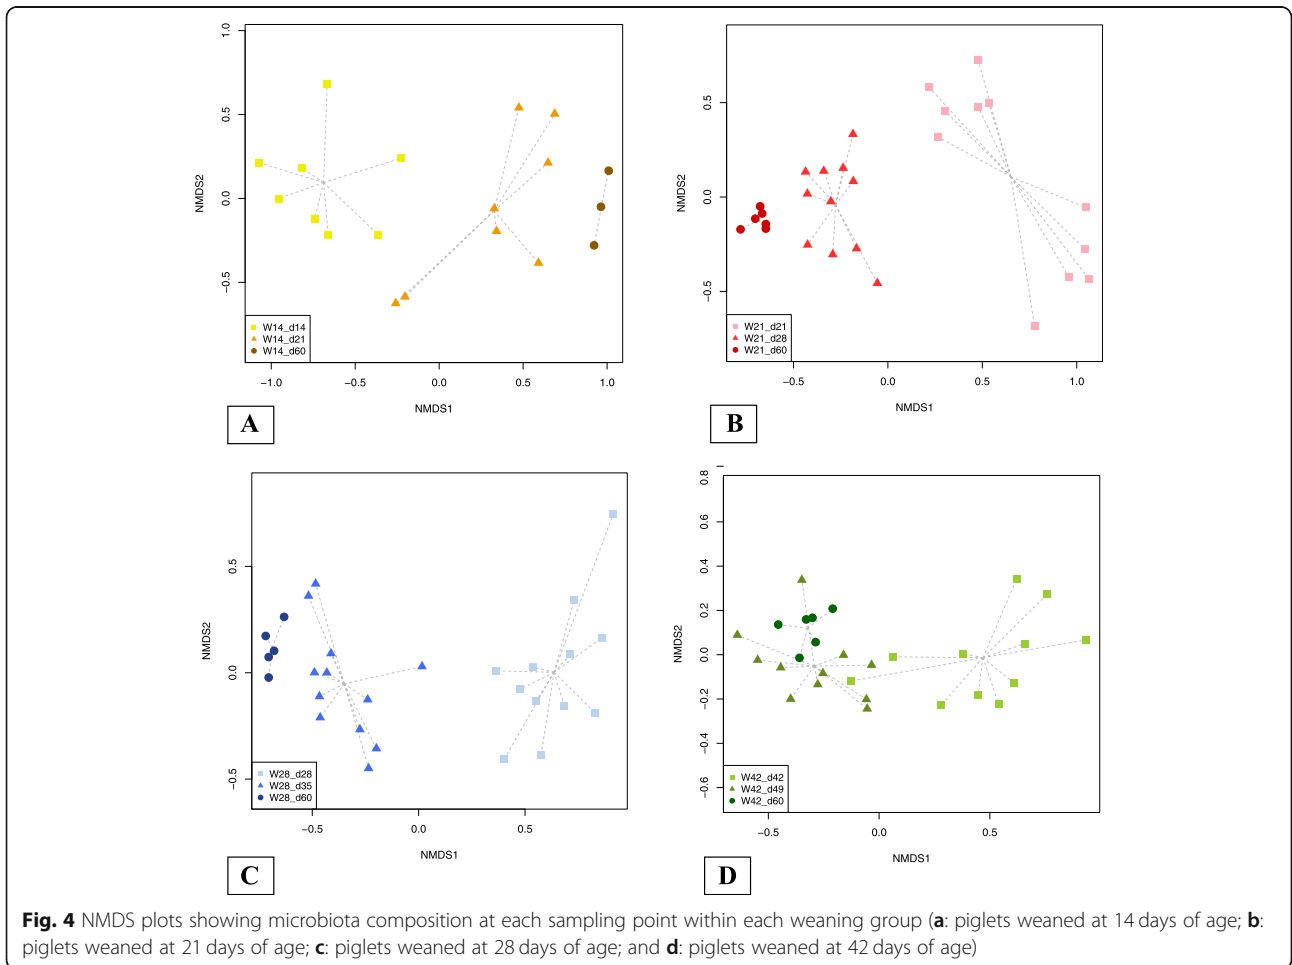 1.0
0.5
0.0
−0.5
NMDS2
W14_d14
W14_d21
W14_d60
−1.0 −0.5 0.0 0.5 1.0
NMDS1
A
0.5
0.0
−0.5
NMDS2
W21_d21
W21_d28
W21_d60
−0.5 0.0 0.5 1.0
NMDS1
B
0.5
0.0
−0.5
NMDS2
W28_d28
W28_d35
W28_d60
−0.5 0.0 0.5
NMDS1
C
0.8
0.6
0.4
0.2
0.0
−0.2
−0.4
−0.6
NMDS2
W42_d42
W42_d49
W42_d60
−0.5 0.0 0.5
NMDS1
D
Fig. 4 NMDS plots showing microbiota composition at each sampling point within each weaning group (a: piglets weaned at 14 days of age; b:
piglets weaned at 21 days of age; c: piglets weaned at 28 days of age; and d: piglets weaned at 42 days of age)